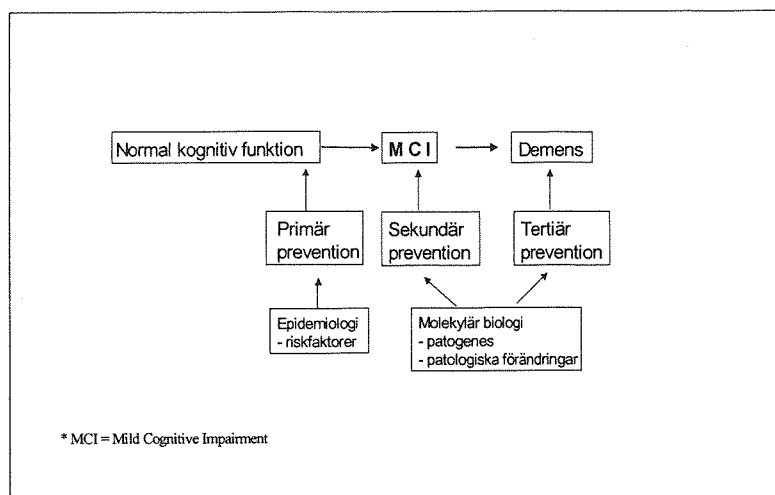 Normal kognitiv funktion
M C I
Demens
Primär
prevention
Sekundär
prevention
Tertiär
prevention
Epidemiologi
- riskfaktorer
Molekylär biologi
- patogenes
- patologiska förändringar
* MCI = Mild Cognitive Impairment